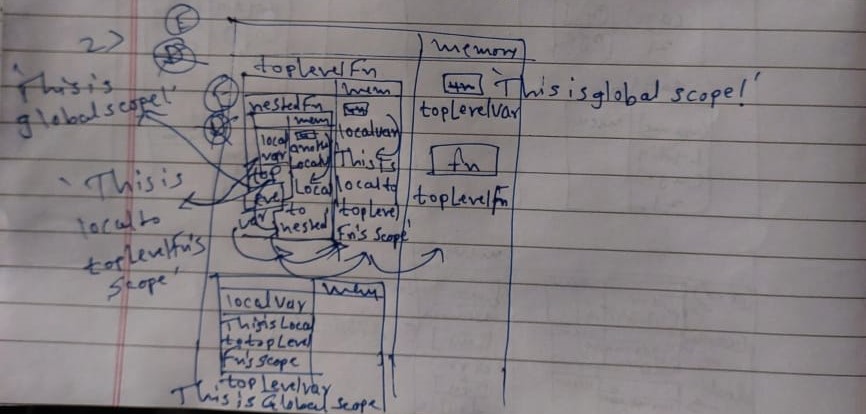 2>
memory
toplevelFn
'This is global scope!'
toplevelvar
fn
toplevelfn
mem
localvar
This is
local to
toplevel
Fn's scope'
nestedFn
mem
local
var
top
level
var
Local
to
nested
'This is
global scope!'
'This is
local to
toplevelfn's
scope'
mem
localvar
This is Local
to toplevel
Fn's scope
toplevelvar
This is Global scope